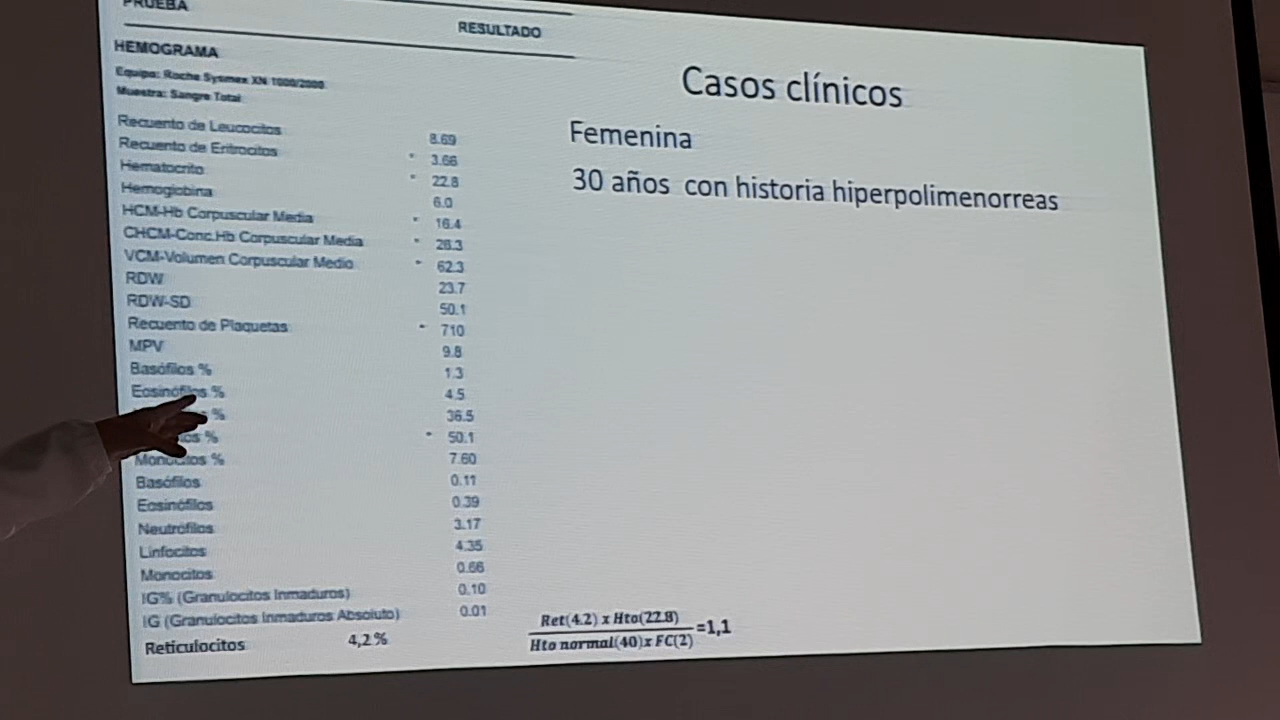 PRUEBA
RESULTADO
HEMOGRAMA
Equipo: Roche Sysmex XN 1000/2000
Muestra: Sangre Total
Recuento de Leucocitos 8.69
Recuento de Eritrocitos * 3.66
Hematocrito * 22.8
Hemoglobina 6.0
HCM-Hb Corpuscular Media * 16.4
CHCM-Conc.Hb Corpuscular Media * 26.3
VCM-Volumen Corpuscular Medio * 62.3
RDW 23.7
RDW-SD 50.1
Recuento de Plaquetas * 710
MPV 9.8
Basófilos % 1.3
Eosinófilos % 4.5
% 36.5
% * 50.1
Monocitos % 7.60
Basófilos 0.11
Eosinófilos 0.39
Neutrófilos 3.17
Linfocitos 4.35
Monocitos 0.66
IG% (Granulocitos Inmaduros) 0.10
IG (Granulocitos Inmaduros Absoluto) 0.01
Reticulocitos 4,2%
Casos clínicos
Femenina
30 años con historia hiperpolimenorreas
Ret(4.2) x Hto(22.8)
Hto normal(40)x FC(2) =1,1